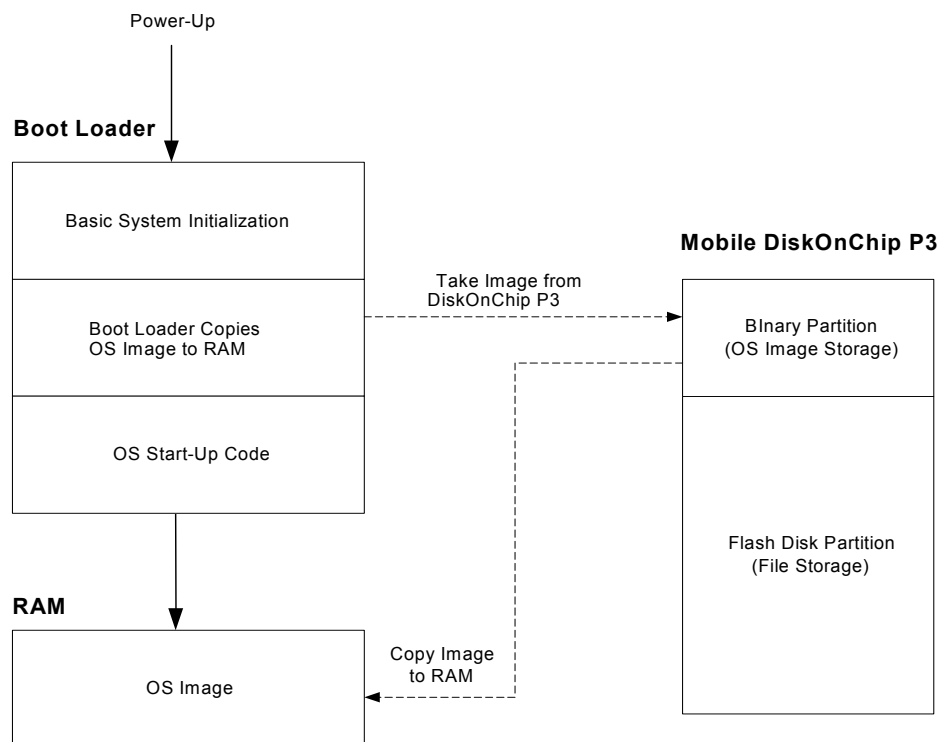 Power-Up
Boot Loader
Basic System Initialization
Mobile DiskOnChip P3
Take Image from
DiskOnChip P3
Boot Loader Copies
OS Image to RAM
BInary Partition
(OS Image Storage)
OS Start-Up Code
Flash Disk Partition
(File Storage)
RAM
Copy Image
to RAM
OS Image